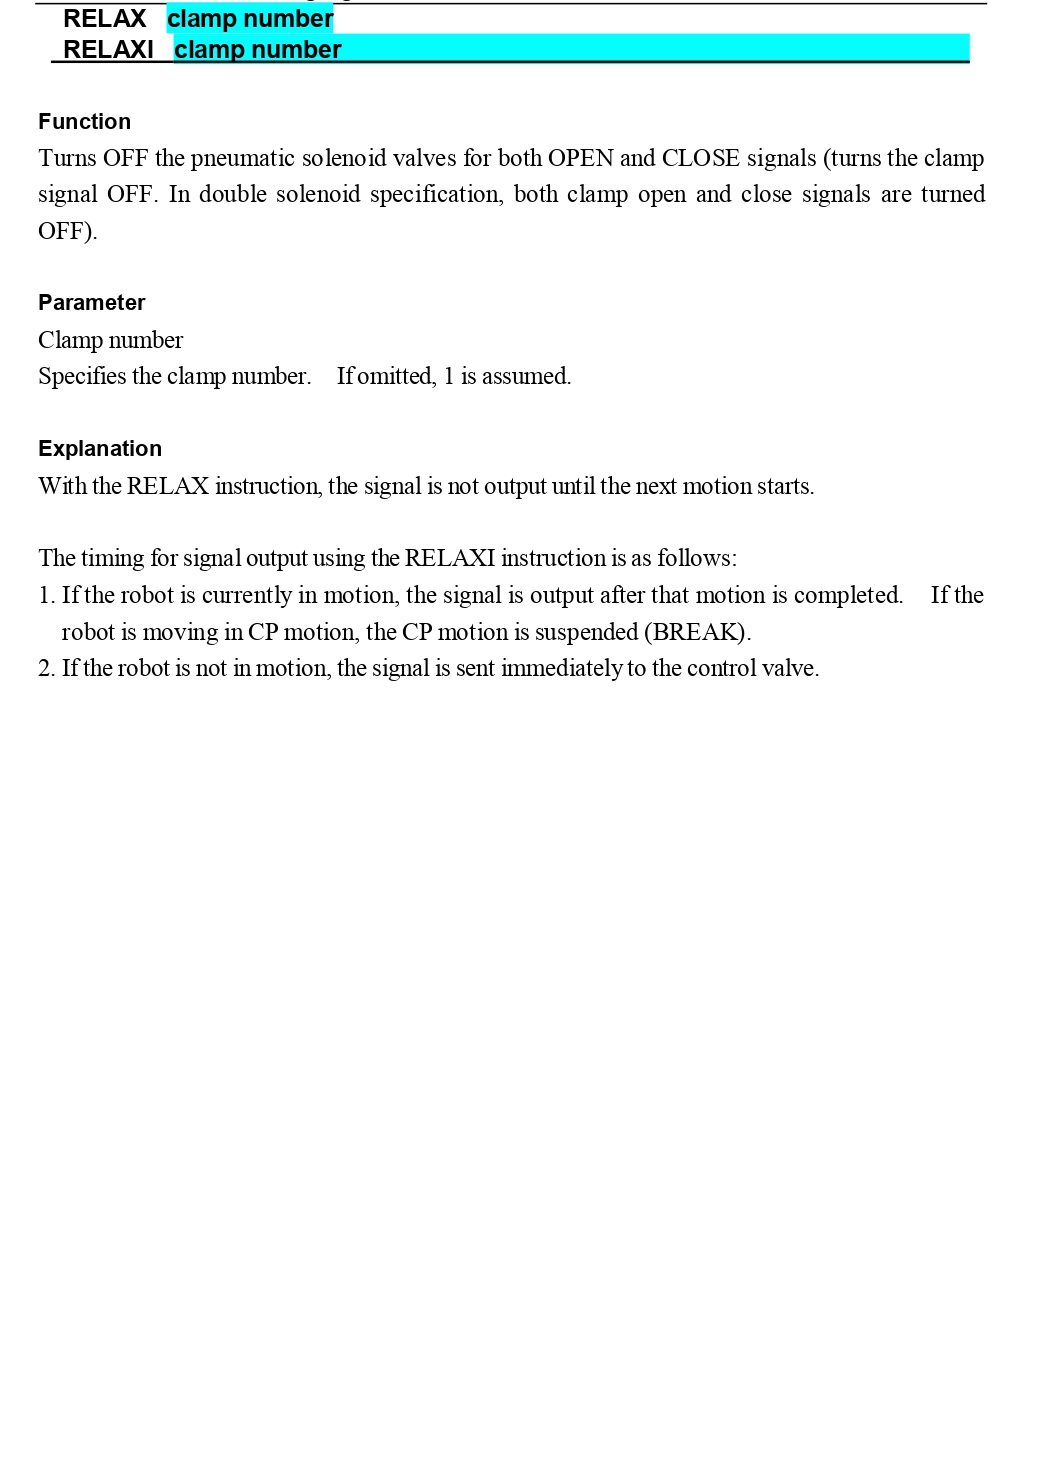 RELAX clamp number
RELAXI clamp number
Function
Turns OFF the pneumatic solenoid valves for both OPEN and CLOSE signals (turns the clamp
signal OFF. In double solenoid specification, both clamp open and close signals are turned
OFF).
Parameter
Clamp number
Specifies the clamp number. If omitted, 1 is assumed.
Explanation
With the RELAX instruction, the signal is not output until the next motion starts.
The timing for signal output using the RELAXI instruction is as follows:
1. If the robot is currently in motion, the signal is output after that motion is completed. If the
robot is moving in CP motion, the CP motion is suspended (BREAK).
2. If the robot is not in motion, the signal is sent immediately to the control valve.